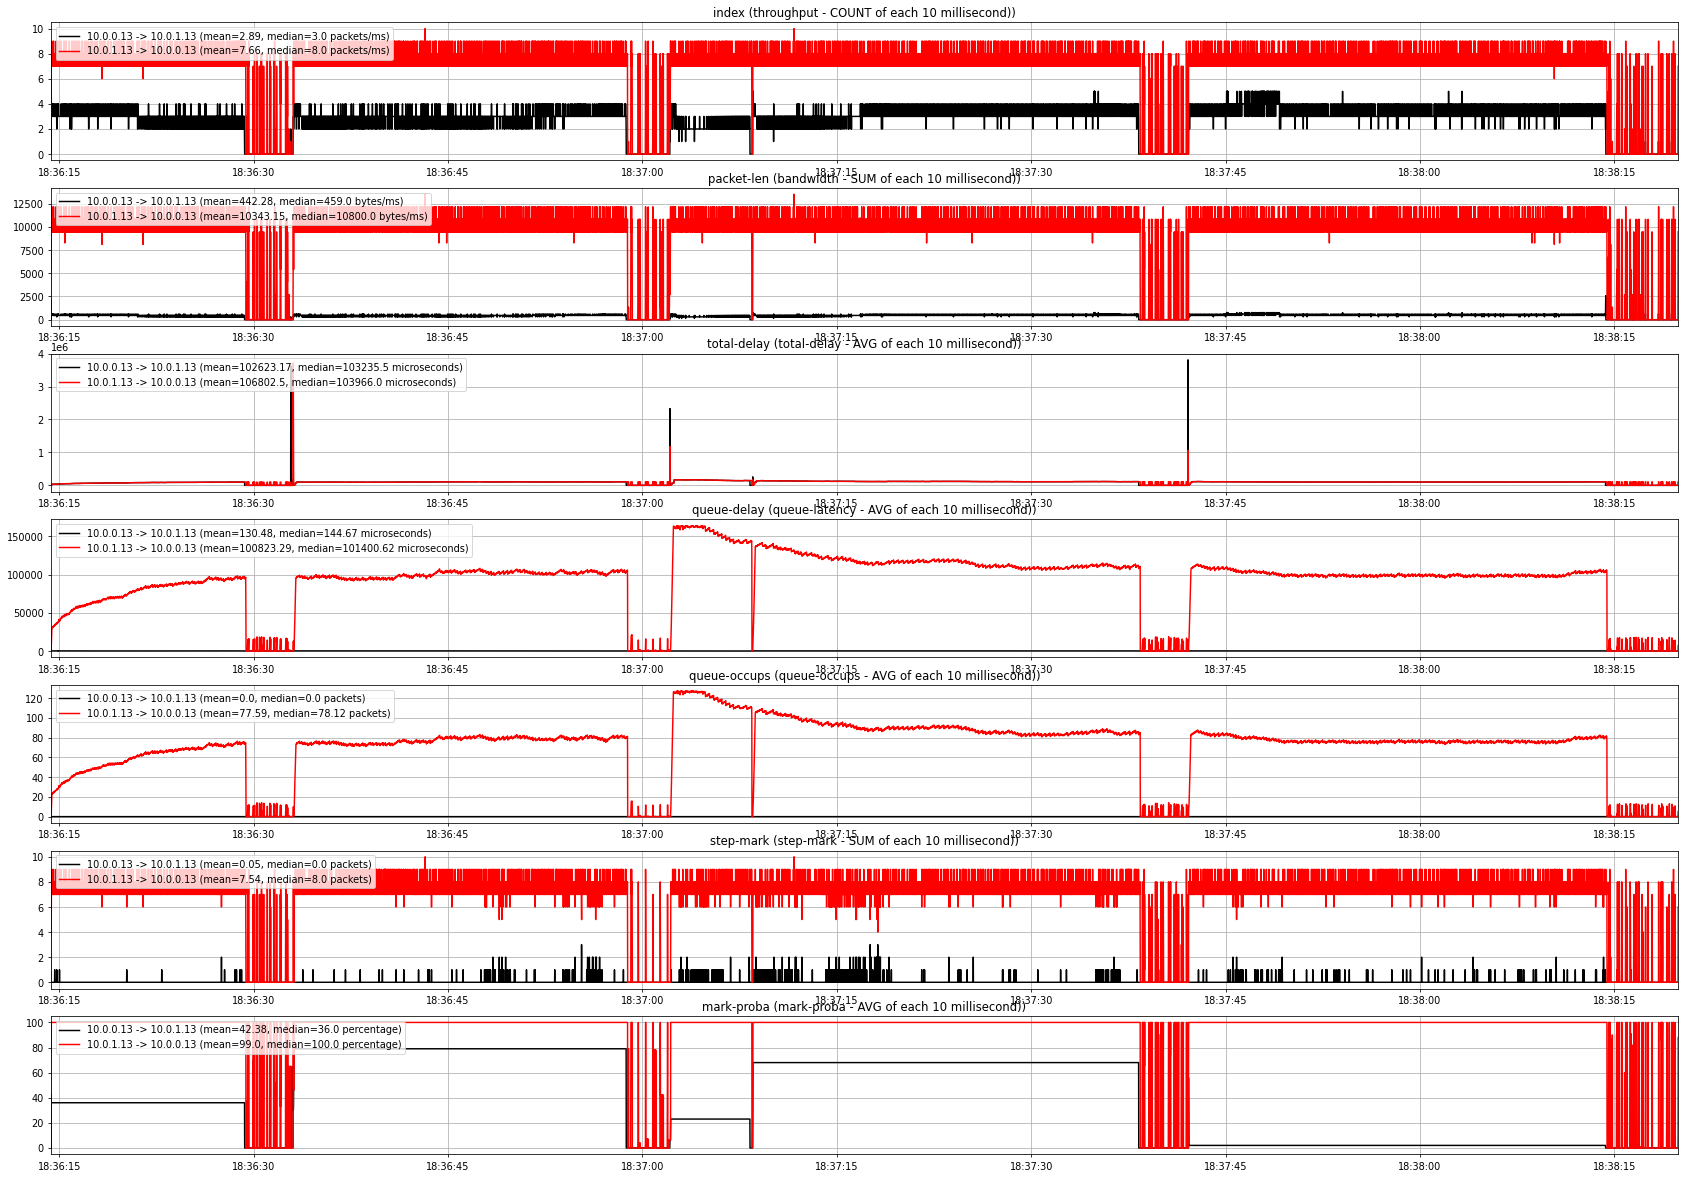 index (throughput - COUNT of each 10 millisecond))
10.0.0.13 -> 10.0.1.13 (mean=2.89, median=3.0 packets/ms)
10.0.1.13 -> 10.0.0.13 (mean=7.66, median=8.0 packets/ms)
10
8
6
4
2
0
18:36:15 18:36:30 18:36:45 18:37:00 18:37:15 18:37:30 18:37:45 18:38:00 18:38:15
packet-len (bandwidth - SUM of each 10 millisecond))
10.0.0.13 -> 10.0.1.13 (mean=442.28, median=459.0 bytes/ms)
10.0.1.13 -> 10.0.0.13 (mean=10343.15, median=10800.0 bytes/ms)
12500
10000
7500
5000
2500
0
18:36:15 18:36:30 18:36:45 18:37:00 18:37:15 18:37:30 18:37:45 18:38:00 18:38:15
1e6
total-delay (total-delay - AVG of each 10 millisecond))
10.0.0.13 -> 10.0.1.13 (mean=102623.17, median=103235.5 microseconds)
10.0.1.13 -> 10.0.0.13 (mean=106802.5, median=103966.0 microseconds)
4
3
2
1
0
18:36:15 18:36:30 18:36:45 18:37:00 18:37:15 18:37:30 18:37:45 18:38:00 18:38:15
queue-delay (queue-latency - AVG of each 10 millisecond))
10.0.0.13 -> 10.0.1.13 (mean=130.48, median=144.67 microseconds)
10.0.1.13 -> 10.0.0.13 (mean=100823.29, median=101400.62 microseconds)
150000
100000
50000
0
18:36:15 18:36:30 18:36:45 18:37:00 18:37:15 18:37:30 18:37:45 18:38:00 18:38:15
queue-occups (queue-occups - AVG of each 10 millisecond))
10.0.0.13 -> 10.0.1.13 (mean=0.0, median=0.0 packets)
10.0.1.13 -> 10.0.0.13 (mean=77.59, median=78.12 packets)
120
100
80
60
40
20
0
18:36:15 18:36:30 18:36:45 18:37:00 18:37:15 18:37:30 18:37:45 18:38:00 18:38:15
step-mark (step-mark - SUM of each 10 millisecond))
10.0.0.13 -> 10.0.1.13 (mean=0.05, median=0.0 packets)
10.0.1.13 -> 10.0.0.13 (mean=7.54, median=8.0 packets)
10
8
6
4
2
0
18:36:15 18:36:30 18:36:45 18:37:00 18:37:15 18:37:30 18:37:45 18:38:00 18:38:15
mark-proba (mark-proba - AVG of each 10 millisecond))
10.0.0.13 -> 10.0.1.13 (mean=42.38, median=36.0 percentage)
10.0.1.13 -> 10.0.0.13 (mean=99.0, median=100.0 percentage)
100
80
60
40
20
0
18:36:15 18:36:30 18:36:45 18:37:00 18:37:15 18:37:30 18:37:45 18:38:00 18:38:15